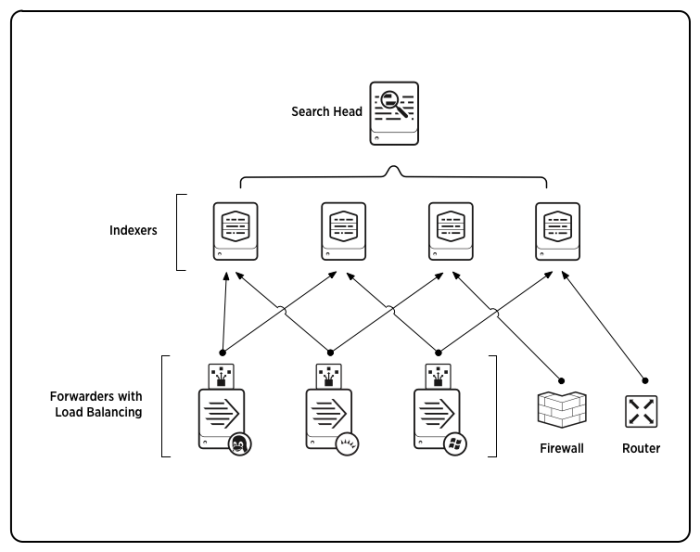 Search Head
Indexers
Forwarders with
Load Balancing
Firewall
Router